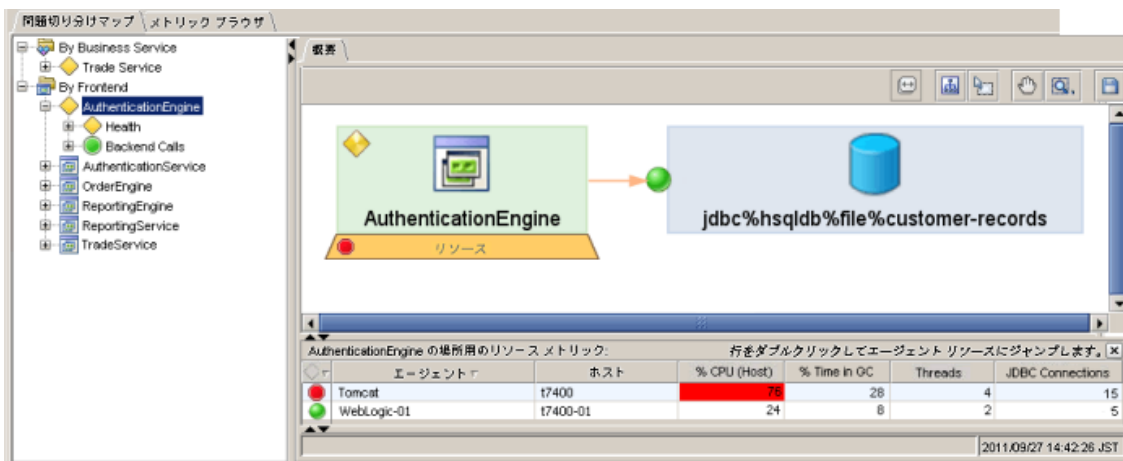 問題切り分けマップ メトリック ブラウザ
By Business Service
Trade Service
By Frontend
AuthenticationEngine
Health
Backend Calls
AuthenticationService
OrderEngine
ReportingEngine
ReportingService
TradeService
概要
AuthenticationEngine
リソース
jdbc%hsqldb%file%customer-records
AuthenticationEngine の場所用のリソース メトリック: 行をダブルクリックしてエージェント リソースにジャンプします。
エージェント ホスト % CPU (Host) % Time in GC Threads JDBC Connections
Tomcat t7400 76 28 4 15
WebLogic-01 t7400-01 24 8 2 5
2011/09/27 14:42:26 JST